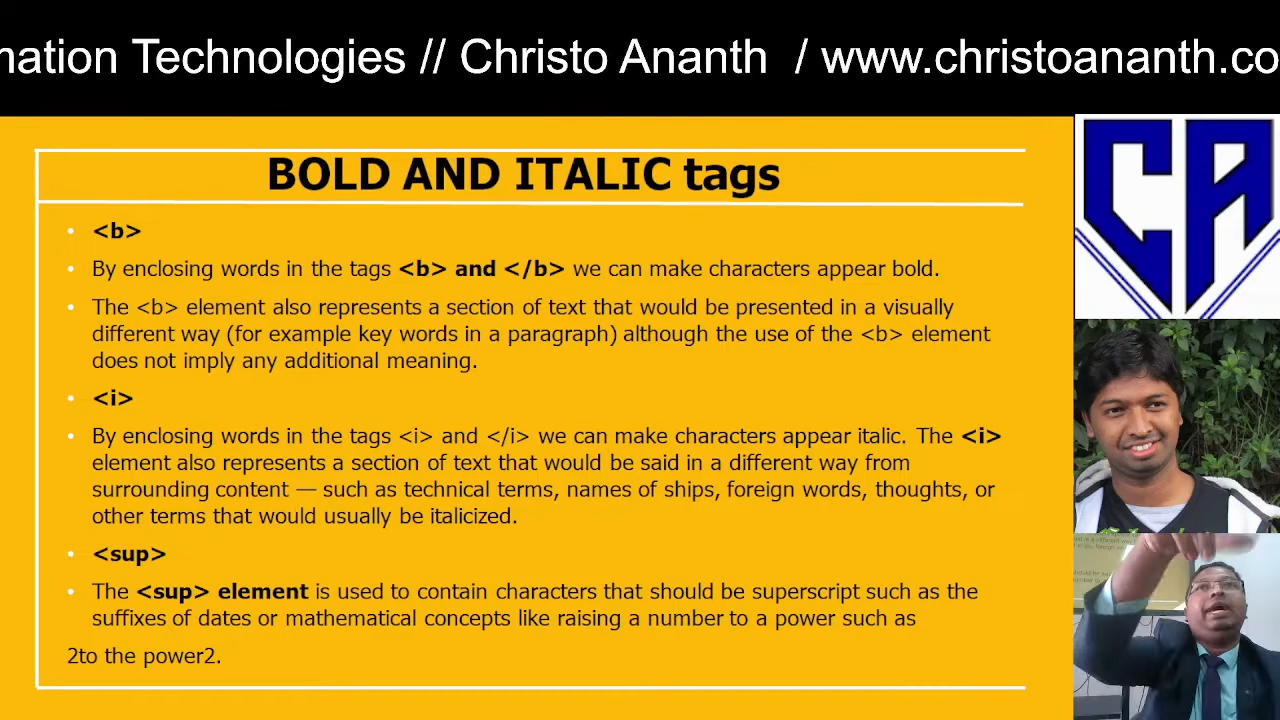 mation Technologies // Christo Ananth / www.christoananth.co
CA
BOLD AND ITALIC tags
• <b>
• By enclosing words in the tags <b> and </b> we can make characters appear bold.
• The <b> element also represents a section of text that would be presented in a visually
different way (for example key words in a paragraph) although the use of the <b> element
does not imply any additional meaning.
• <i>
• By enclosing words in the tags <i> and </i> we can make characters appear italic. The <i>
element also represents a section of text that would be said in a different way from
surrounding content — such as technical terms, names of ships, foreign words, thoughts, or
other terms that would usually be italicized.
• <sup>
• The <sup> element is used to contain characters that should be superscript such as the
suffixes of dates or mathematical concepts like raising a number to a power such as
2to the power2.